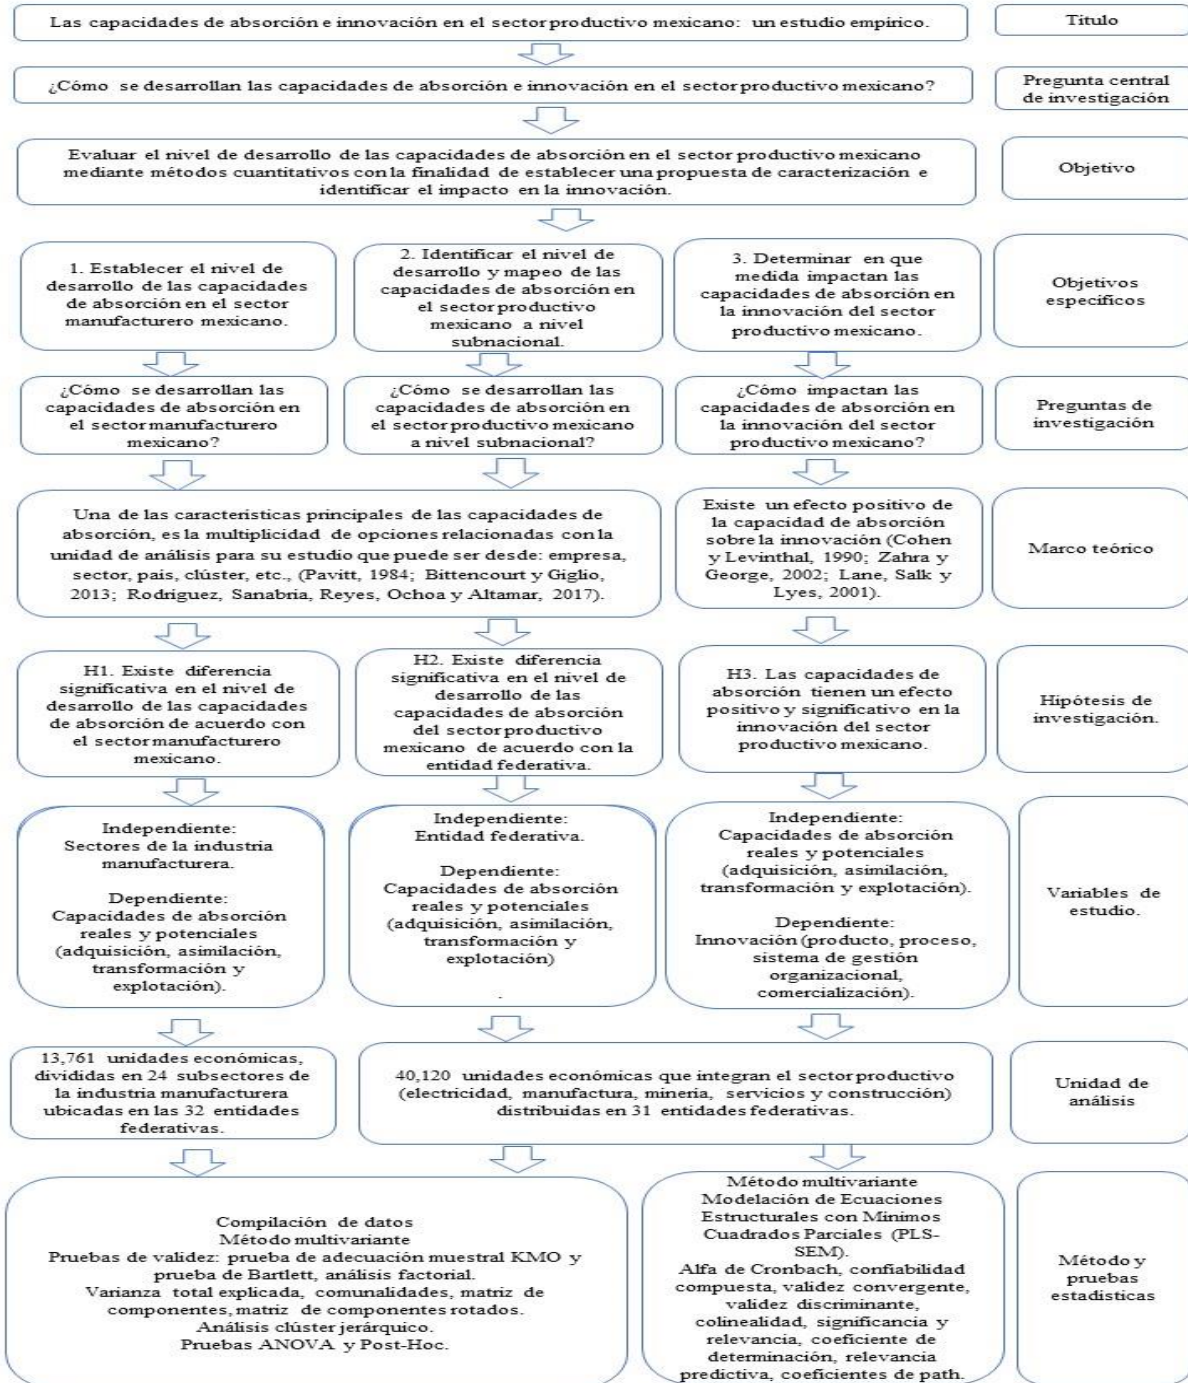 Las capacidades de absorción e innovación en el sector productivo mexicano: un estudio empírico.
Título
¿Cómo se desarrollan las capacidades de absorción e innovación en el sector productivo mexicano?
Pregunta central
de investigación
Evaluar el nivel de desarrollo de las capacidades de absorción en el sector productivo mexicano
mediante métodos cuantitativos con la finalidad de establecer una propuesta de caracterización e
identificar el impacto en la innovación.
Objetivo
1. Establecer el nivel de
desarrollo de las capacidades
de absorción en el sector
manufacturero mexicano.
2. Identificar el nivel de
desarrollo y mapeo de las
capacidades de absorción en
el sector productivo
mexicano a nivel
subnacional.
3. Determinar en que
medida impactan las
capacidades de absorción en
la innovación del sector
productivo mexicano.
Objetivos
específicos
¿Cómo se desarrollan las
capacidades de absorción en
el sector manufacturero
mexicano?
¿Cómo se desarrollan las
capacidades de absorción en
el sector productivo mexicano
a nivel subnacional?
¿Cómo impactan las
capacidades de absorción en
la innovación del sector
productivo mexicano?
Preguntas de
investigación
Una de las características principales de las capacidades de
absorción, es la multiplicidad de opciones relacionadas con la
unidad de análisis para su estudio que puede ser desde: empresa,
sector, país, clúster, etc., (Pavitt, 1984; Bittencourt y Giglio,
2013; Rodríguez, Sanabria, Reyes, Ochoa y Altamar, 2017).
Existe un efecto positivo de
la capacidad de absorción
sobre la innovación (Cohen
y Levinthal, 1990; Zahra y
George, 2002; Lane, Salk y
Lyes, 2001).
Marco teórico
H1. Existe diferencia
significativa en el nivel de
desarrollo de las capacidades
de absorción de acuerdo con
el sector manufacturero
mexicano.
H2. Existe diferencia
significativa en el nivel de
desarrollo de las
capacidades de absorción
del sector productivo
mexicano de acuerdo con la
entidad federativa.
H3. Las capacidades de
absorción tienen un efecto
positivo y significativo en la
innovación del sector
productivo mexicano.
Hipótesis de
investigación.
Independiente:
Sectores de la industria
manufacturera.
Dependiente:
Capacidades de absorción
reales y potenciales
(adquisición, asimilación,
transformación y
explotación).
Independiente:
Entidad federativa.
Dependiente:
Capacidades de absorción
reales y potenciales
(adquisición, asimilación,
transformación y
explotación)
.
Independiente:
Capacidades de absorción
reales y potenciales
(adquisición, asimilación,
transformación y explotación).
Dependiente:
Innovación (producto, proceso,
sistema de gestión
organizacional,
comercialización).
Variables de
estudio.
13,761 unidades económicas,
divididas en 24 subsectores de
la industria manufacturera
ubicadas en las 32 entidades
federativas.
40,120 unidades económicas que integran el sector productivo
(electricidad, manufactura, minería, servicios y construcción)
distribuidas en 31 entidades federativas.
Unidad de
análisis
Compilación de datos
Método multivariante
Pruebas de validez: prueba de adecuación muestral KMO y
prueba de Bartlett, análisis factorial.
Varianza total explicada, comunalidades, matriz de
componentes, matriz de componentes rotados.
Análisis clúster jerárquico.
Pruebas ANOVA y Post-Hoc.
Método multivariante
Modelación de Ecuaciones
Estructurales con Mínimos
Cuadrados Parciales (PLS-
SEM).
Alfa de Cronbach, confiabilidad
compuesta, validez convergente,
validez discriminante,
colinealidad, significancia y
relevancia, coeficiente de
determinación, relevancia
predictiva, coeficientes de path.
Método y
pruebas
estadísticas